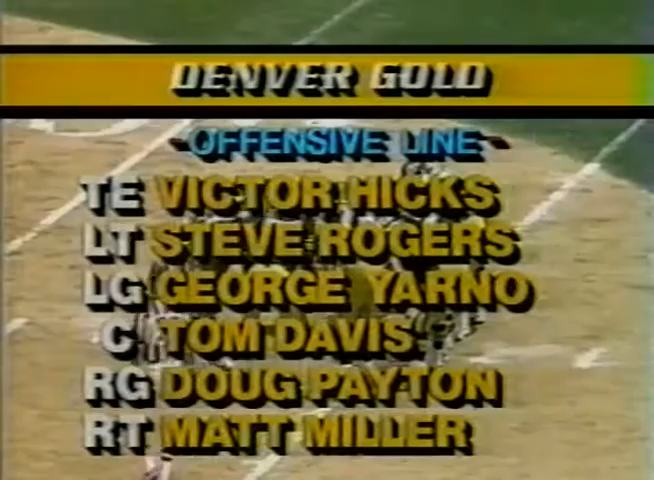 DENVER GOLD
-OFFENSIVE LINE-
TE VICTOR HICKS
LT STEVE ROGERS
LG GEORGE YARNO
C TOM DAVIS
RG DOUG PAYTON
RT MATT MILLER